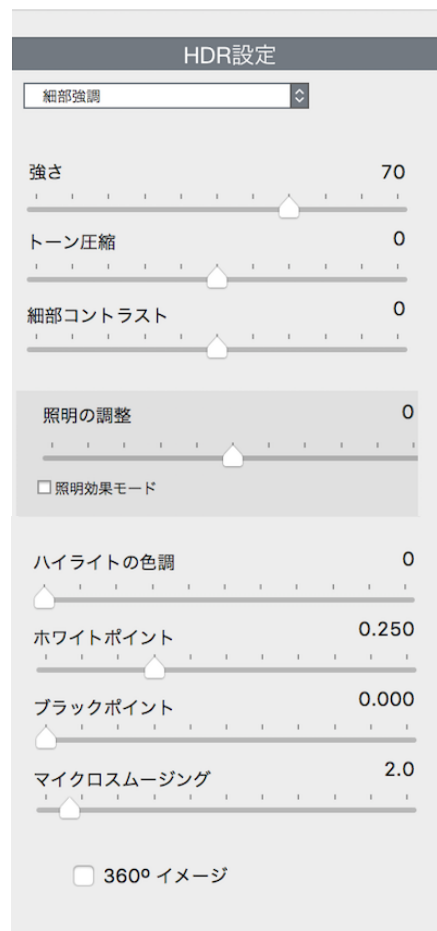 HDR設定
細部強調
強さ 70
トーン圧縮 0
細部コントラスト 0
照明の調整 0
照明効果モード
ハイライトの色調 0
ホワイトポイント 0.250
ブラックポイント 0.000
マイクロスムージング 2.0
360º イメージ